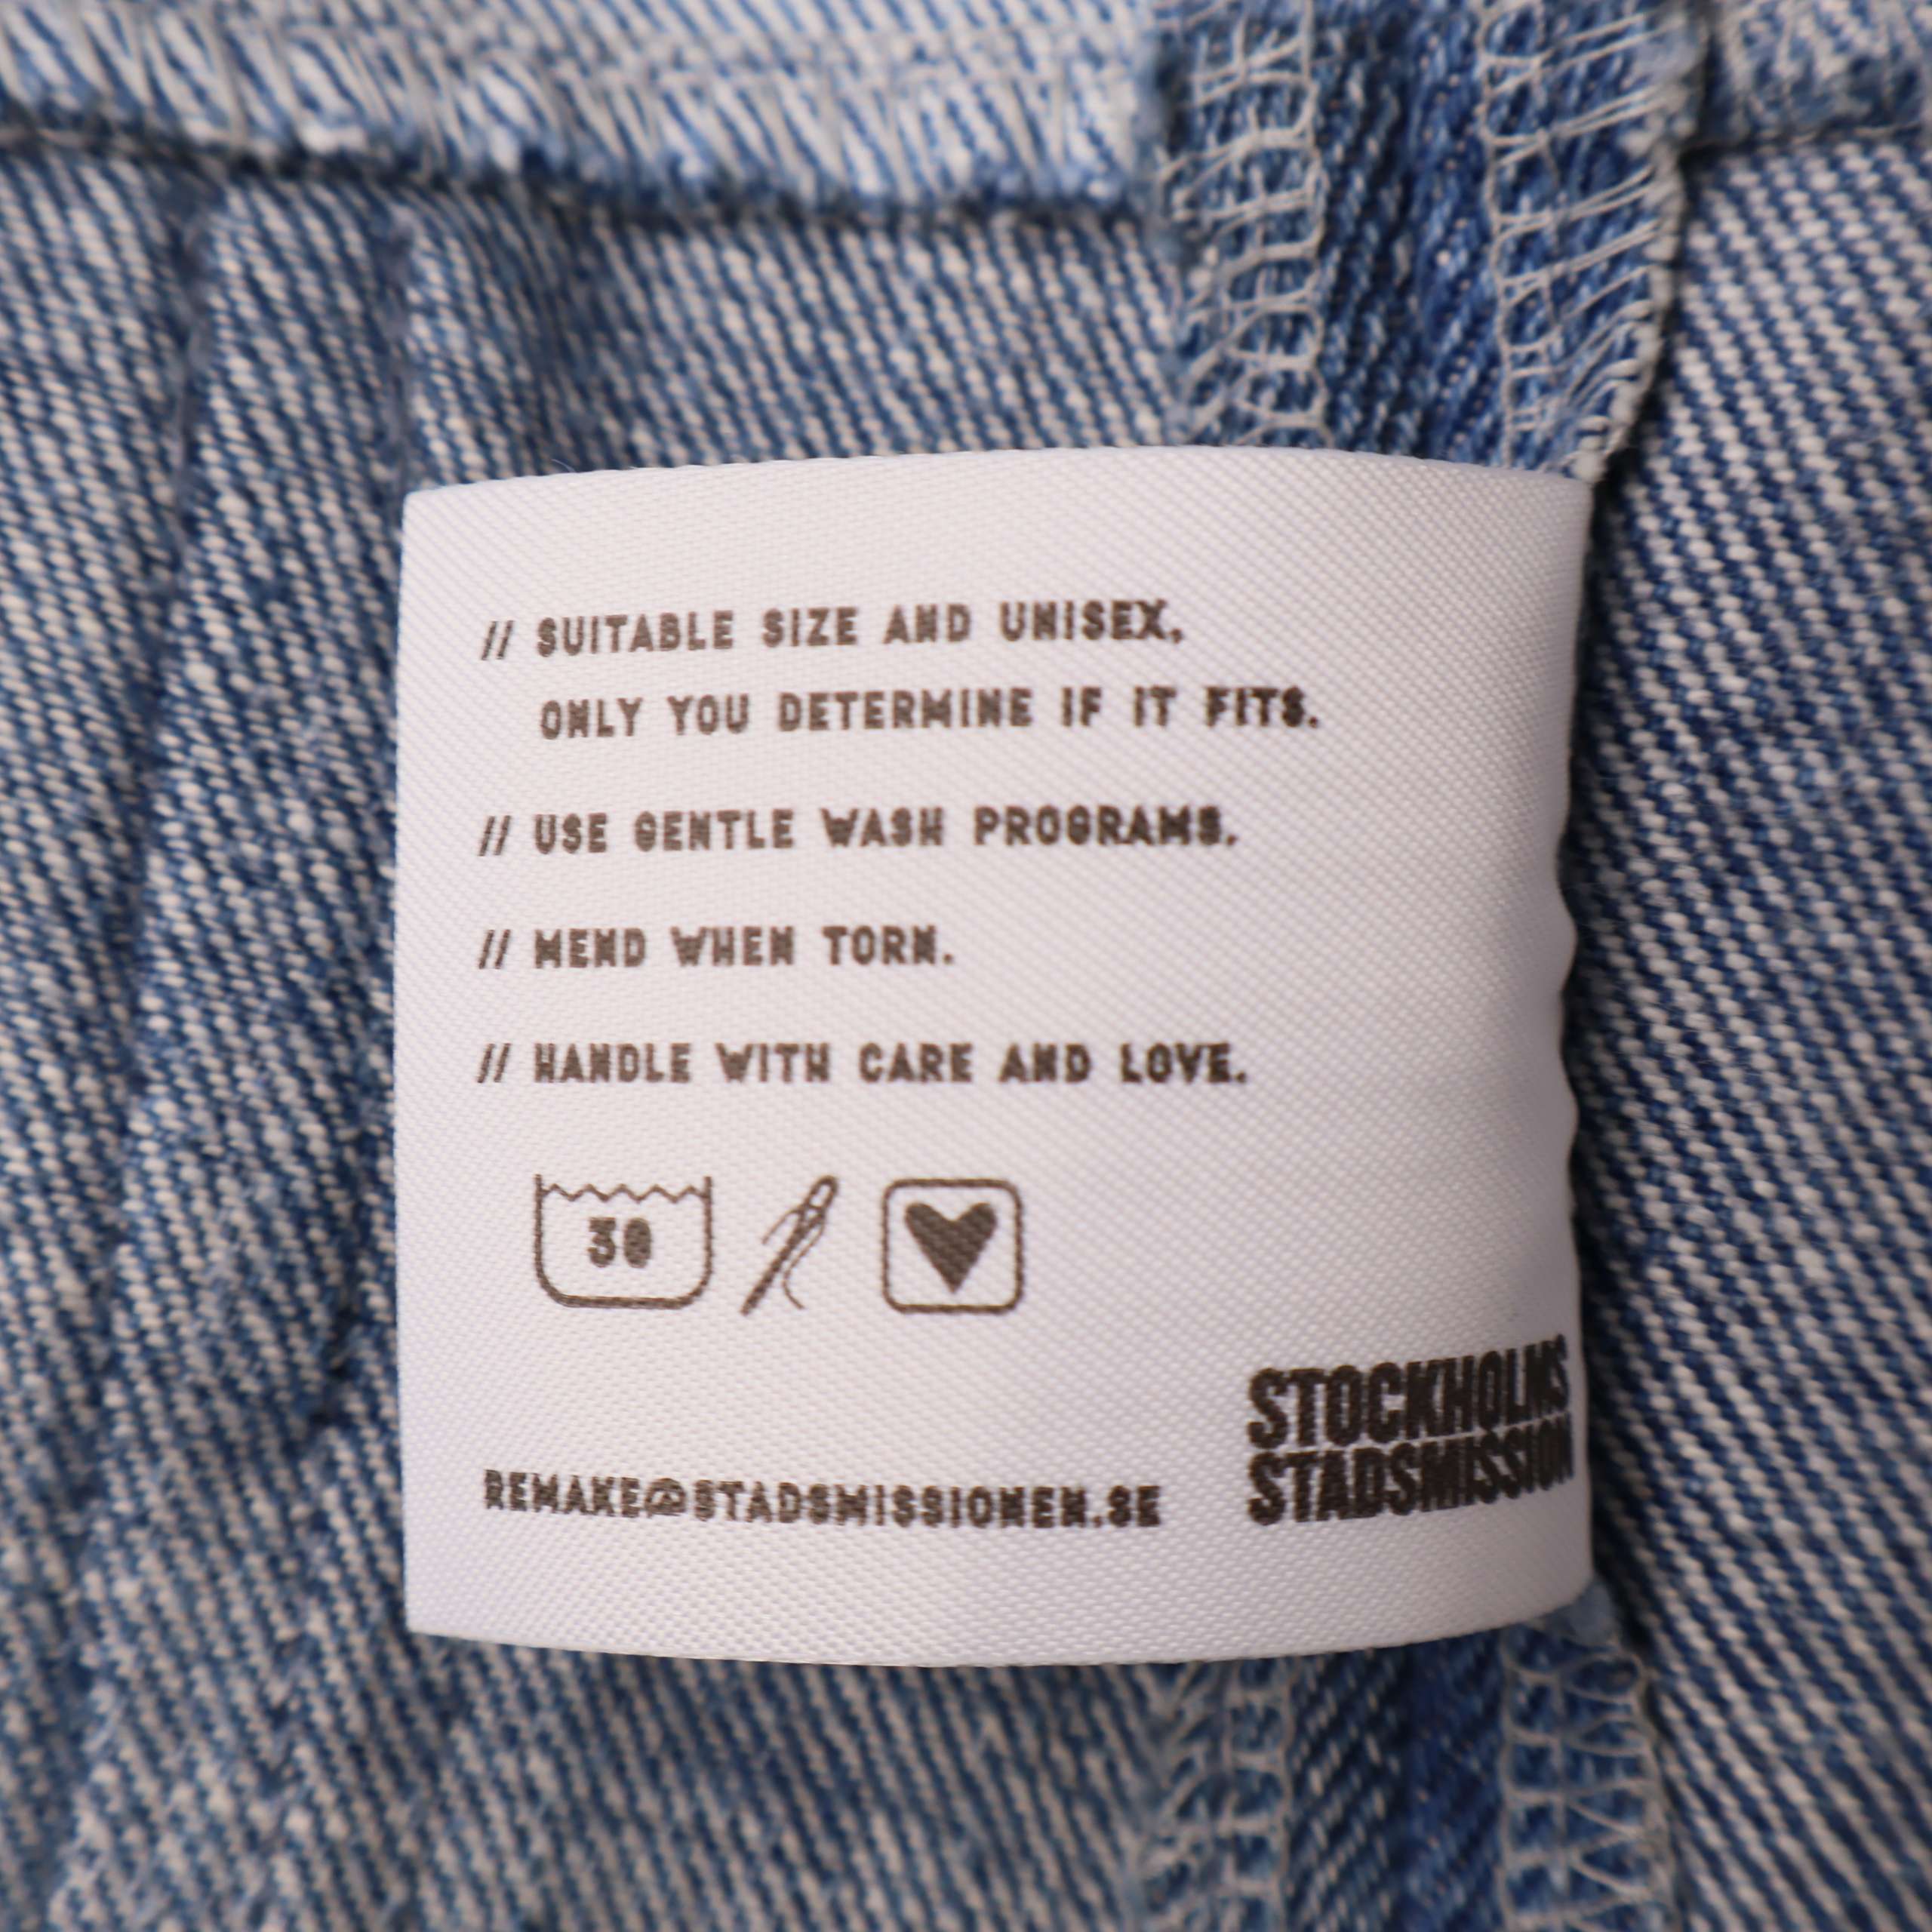 // SUITABLE SIZE AND UNISEX,
ONLY YOU DETERMINE IF IT FITS.
// USE GENTLE WASH PROGRAMS.
// MEND WHEN TORN.
// HANDLE WITH CARE AND LOVE.
30
STOCKHOLMS
STADSMISSION
REMAKE@STADSMISSIONEN.SE